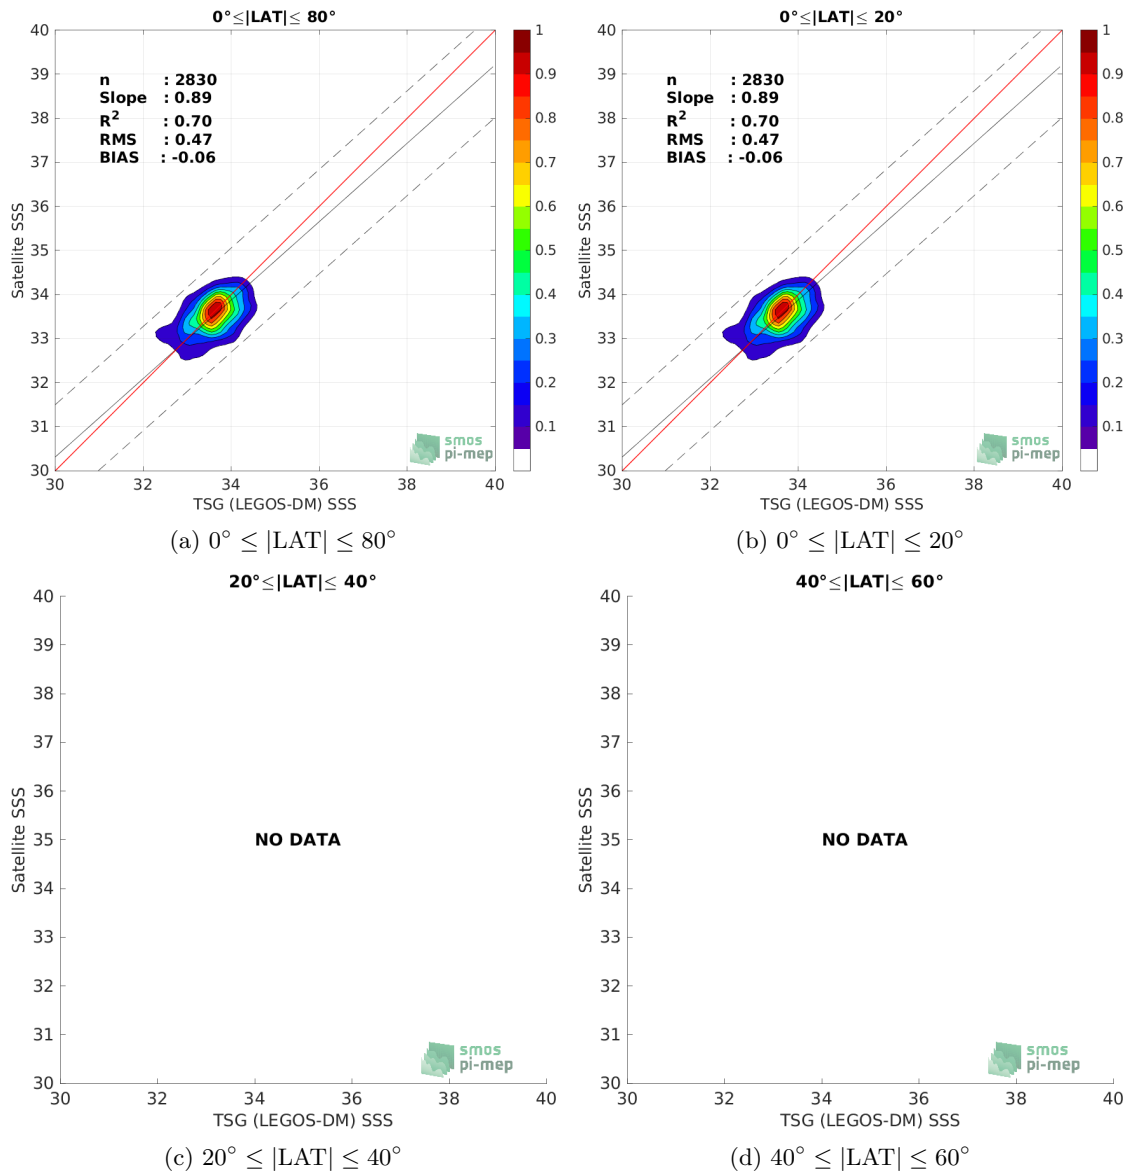 0°≤|LAT|≤ 80°
40
39
38
37
36
35
34
33
32
31
30
Satellite SSS
n : 2830
Slope : 0.89
R² : 0.70
RMS : 0.47
BIAS : -0.06
smos
pi-mep
30 32 34 36 38 40
TSG (LEGOS-DM) SSS
1
0.9
0.8
0.7
0.6
0.5
0.4
0.3
0.2
0.1
(a) 0° ≤ |LAT| ≤ 80°
0°≤|LAT|≤ 20°
40
39
38
37
36
35
34
33
32
31
30
Satellite SSS
n : 2830
Slope : 0.89
R² : 0.70
RMS : 0.47
BIAS : -0.06
smos
pi-mep
30 32 34 36 38 40
TSG (LEGOS-DM) SSS
1
0.9
0.8
0.7
0.6
0.5
0.4
0.3
0.2
0.1
(b) 0° ≤ |LAT| ≤ 20°
20°≤|LAT|≤ 40°
40
39
38
37
36
35
34
33
32
31
30
Satellite SSS
NO DATA
smos
pi-mep
30 32 34 36 38 40
TSG (LEGOS-DM) SSS
(c) 20° ≤ |LAT| ≤ 40°
40°≤|LAT|≤ 60°
40
39
38
37
36
35
34
33
32
31
30
Satellite SSS
NO DATA
smos
pi-mep
30 32 34 36 38 40
TSG (LEGOS-DM) SSS
(d) 40° ≤ |LAT| ≤ 60°